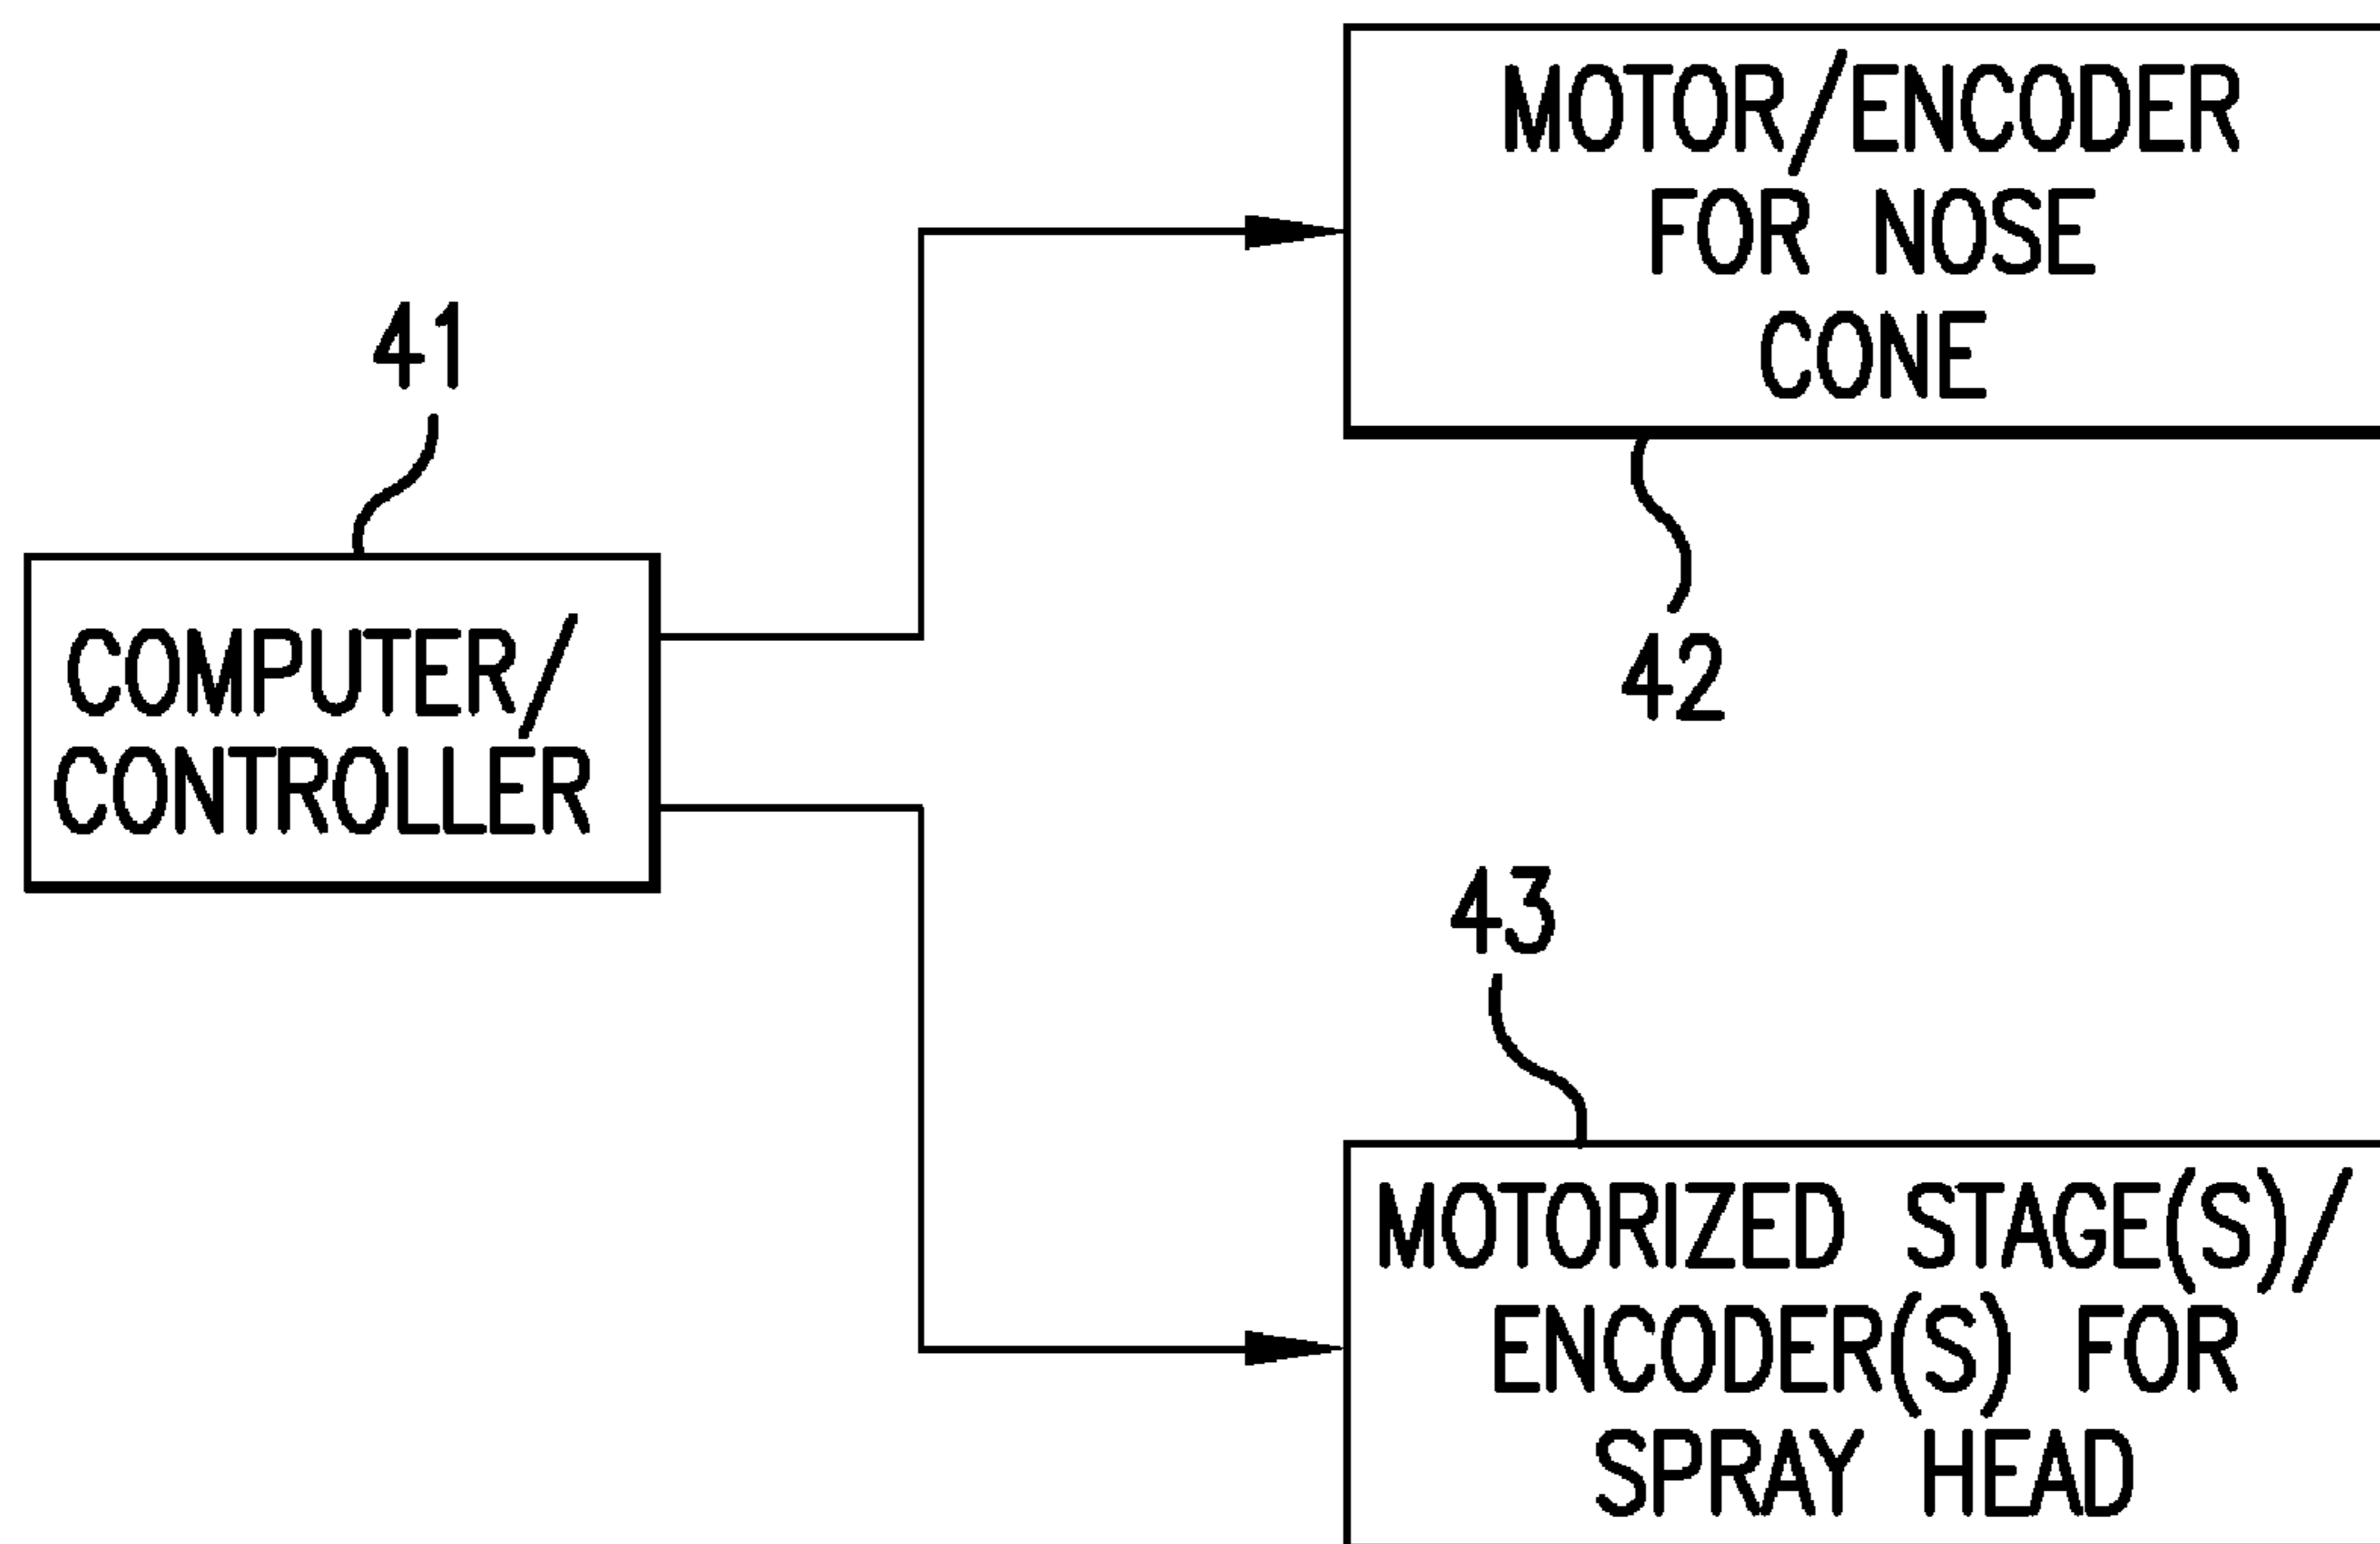 MOTOR/ENCODER
FOR NOSE
CONE
41
COMPUTER/
CONTROLLER
42
43
MOTORIZED STAGE(S)/
ENCODER(S) FOR
SPRAY HEAD